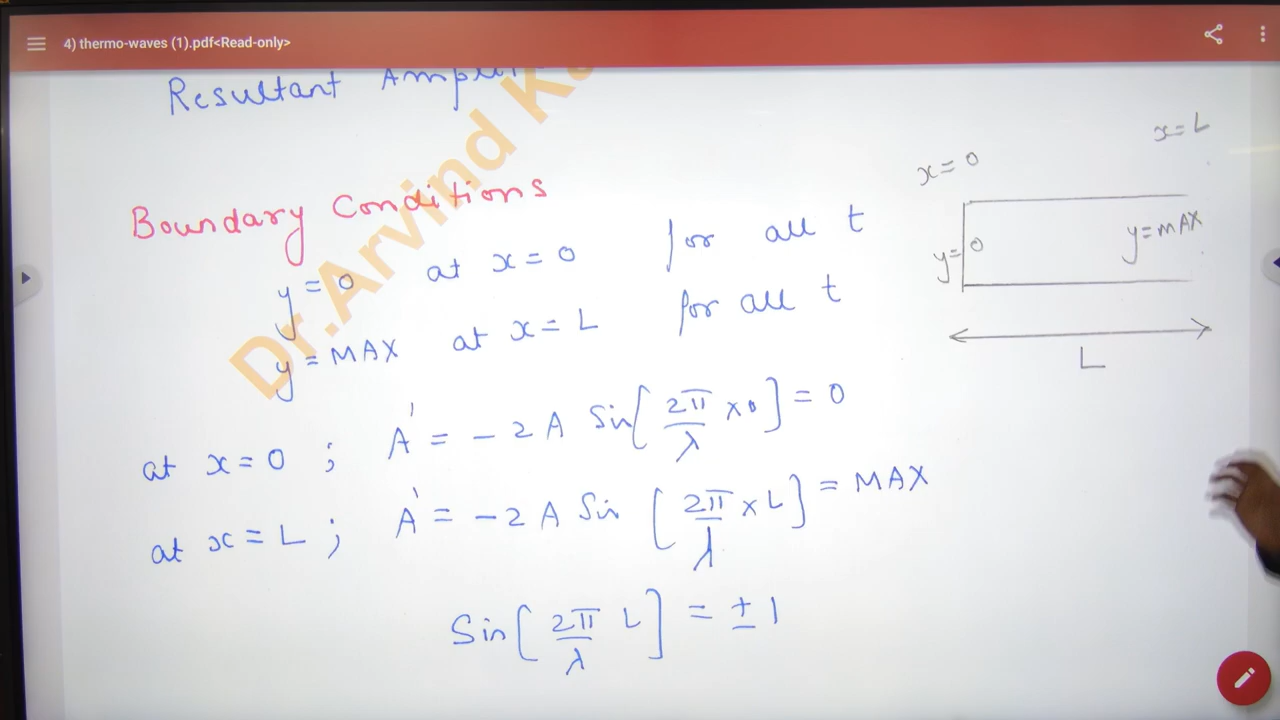 4) thermo-waves (1).pdf<Read-only>
Resultant
Boundary Conditions
y = 0 at x = 0 for all t
y = MAX at x = L for all t
at x = 0 ; A' = - 2 A Sin[ 2π/λ × 0 ] = 0
at x = L ; A' = - 2 A Sin [ 2π/λ × L ] = MAX
Sin[ 2π/λ L ] = ± 1
x = 0
x = L
y = 0
y = MAX
L
Dr. Arvind